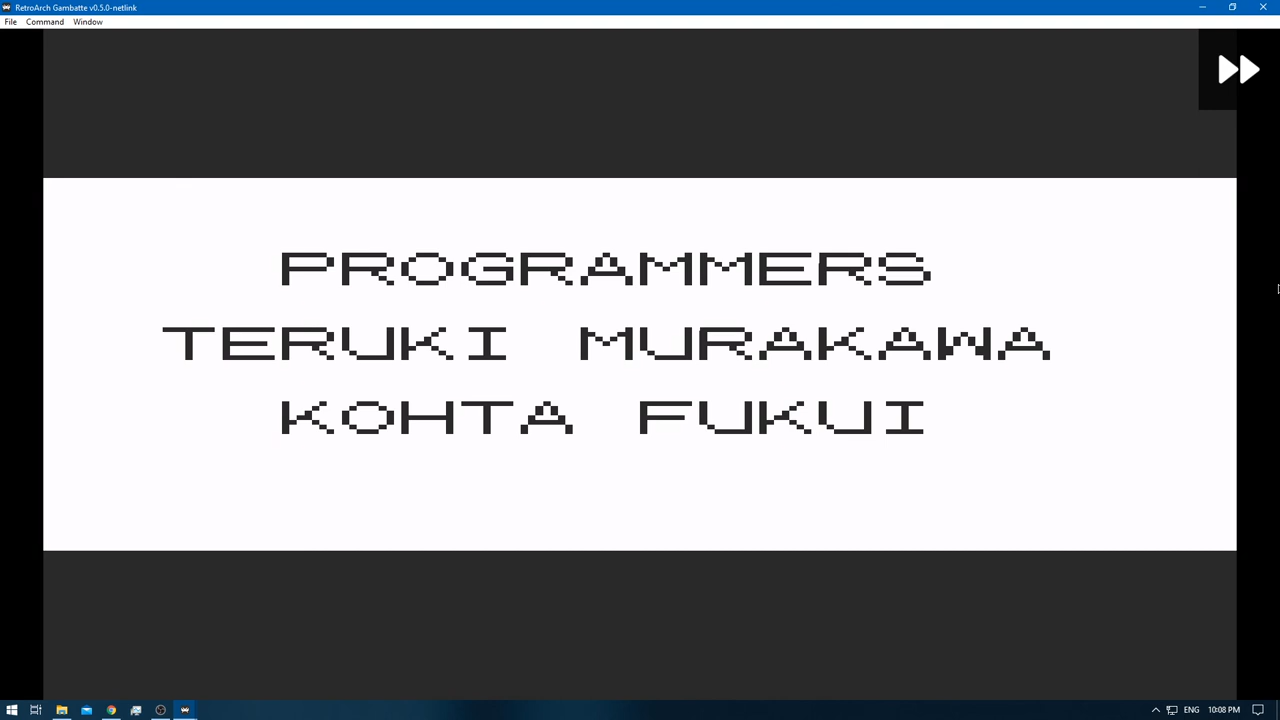 RetroArch Gambatte v0.5.0-netlink
File Command Window
PROGRAMMERS
TERUKI MURAKAWA
KOHTA FUKUI
ENG 10:08 PM